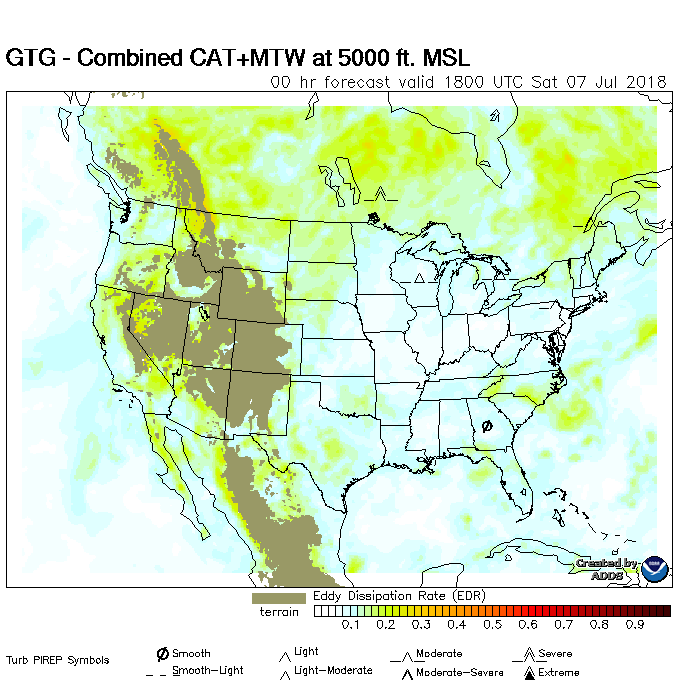 GTG - Combined CAT+MTW at 5000 ft. MSL
00 hr forecast valid 1800 UTC Sat 07 Jul 2018
Created by
ADDS
Eddy Dissipation Rate (EDR)
terrain
0.1 0.2 0.3 0.4 0.5 0.6 0.7 0.8 0.9
Turb PIREP Symbols
Smooth
Light
Moderate
Severe
Smooth-Light
Light-Moderate
Moderate-Severe
Extreme